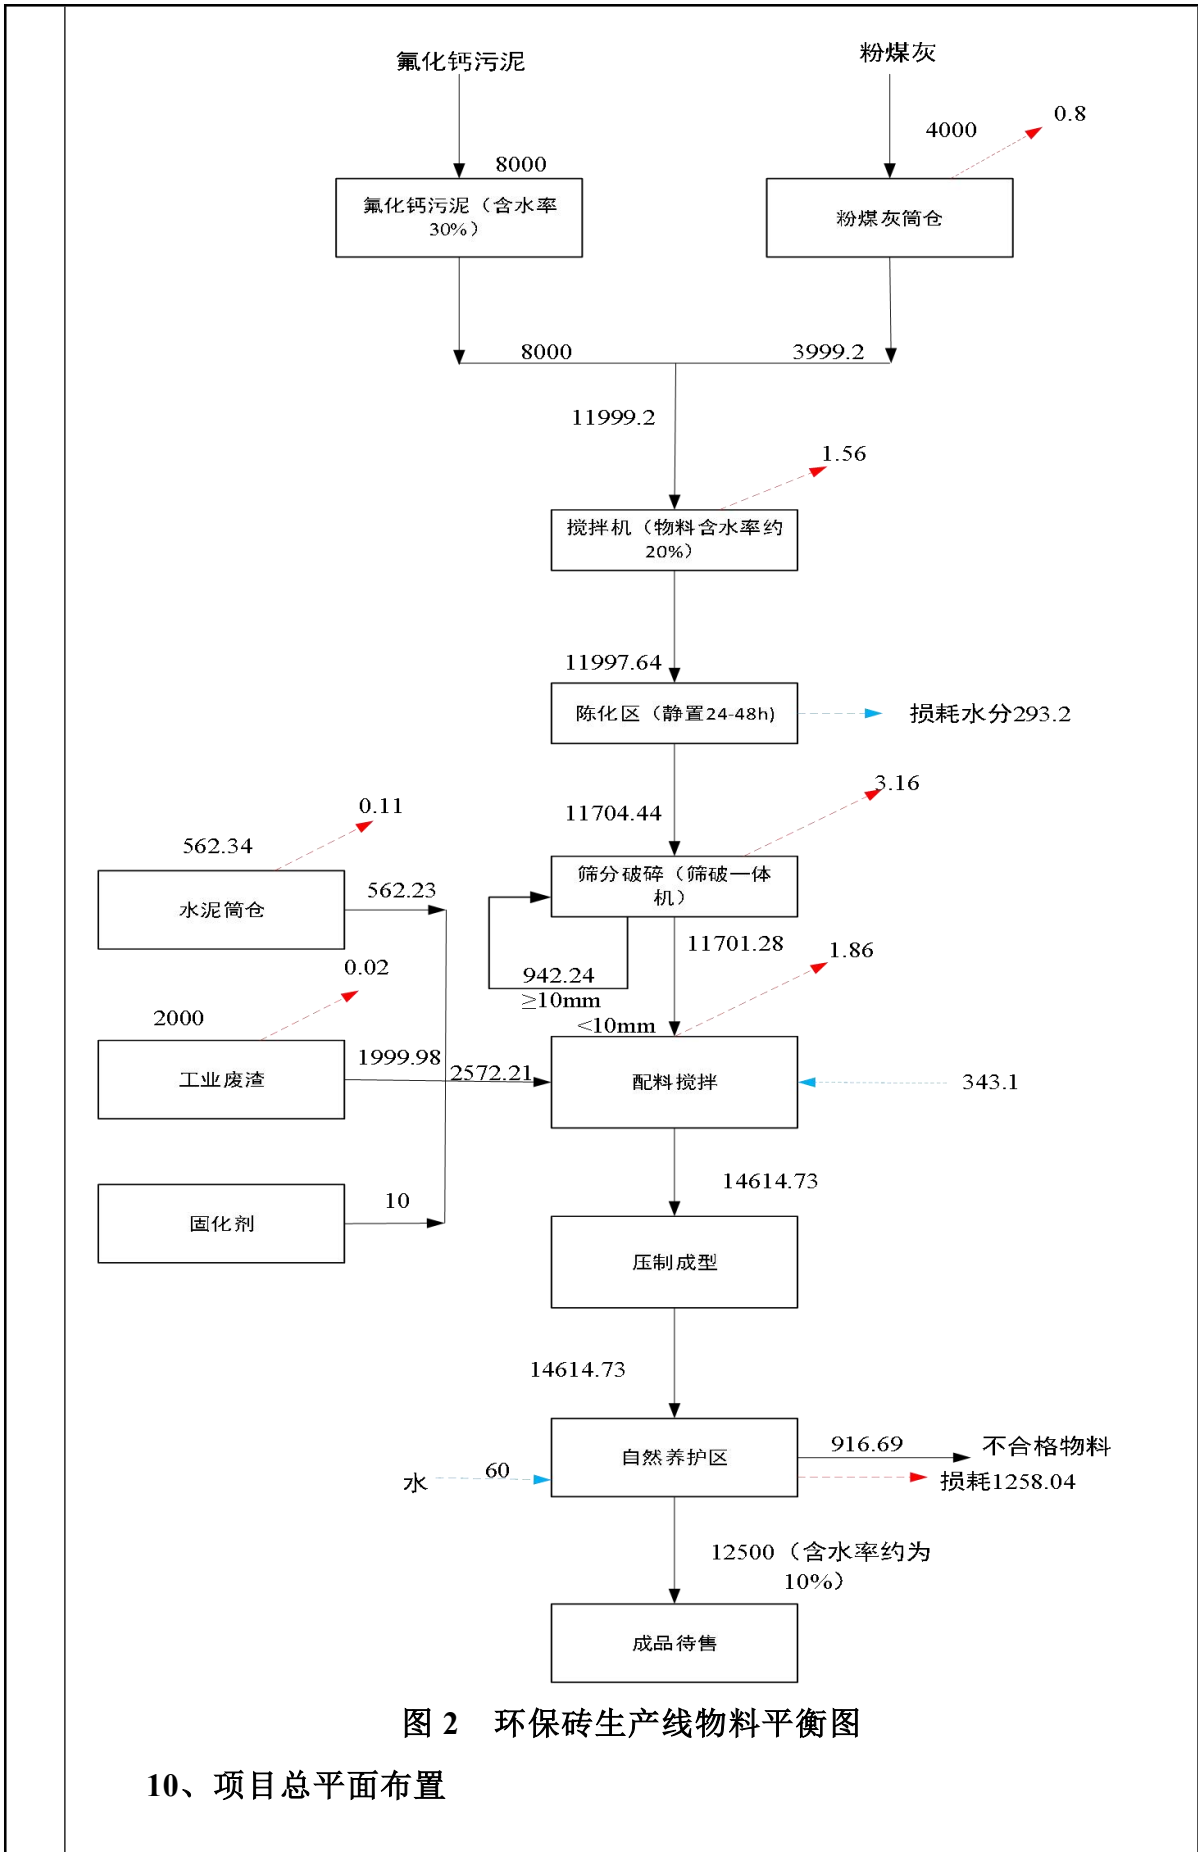 氟化钙污泥
粉煤灰
0.8
4000
8000
氟化钙污泥（含水率
30%）
粉煤灰筒仓
8000
3999.2
11999.2
1.56
搅拌机（物料含水率约
20%）
11997.64
陈化区（静置24-48h)
损耗水分293.2
3.16
0.11
11704.44
562.34
筛分破碎（筛破一体
机）
562.23
水泥筒仓
11701.28
1.86
942.24
≥10mm
0.02
<10mm
2000
1999.98
2572.21
工业废渣
配料搅拌
343.1
14614.73
10
固化剂
压制成型
14614.73
916.69
不合格物料
自然养护区
水
60
损耗1258.04
12500（含水率约为
10%）
成品待售
图 2 环保砖生产线物料平衡图
10、项目总平面布置